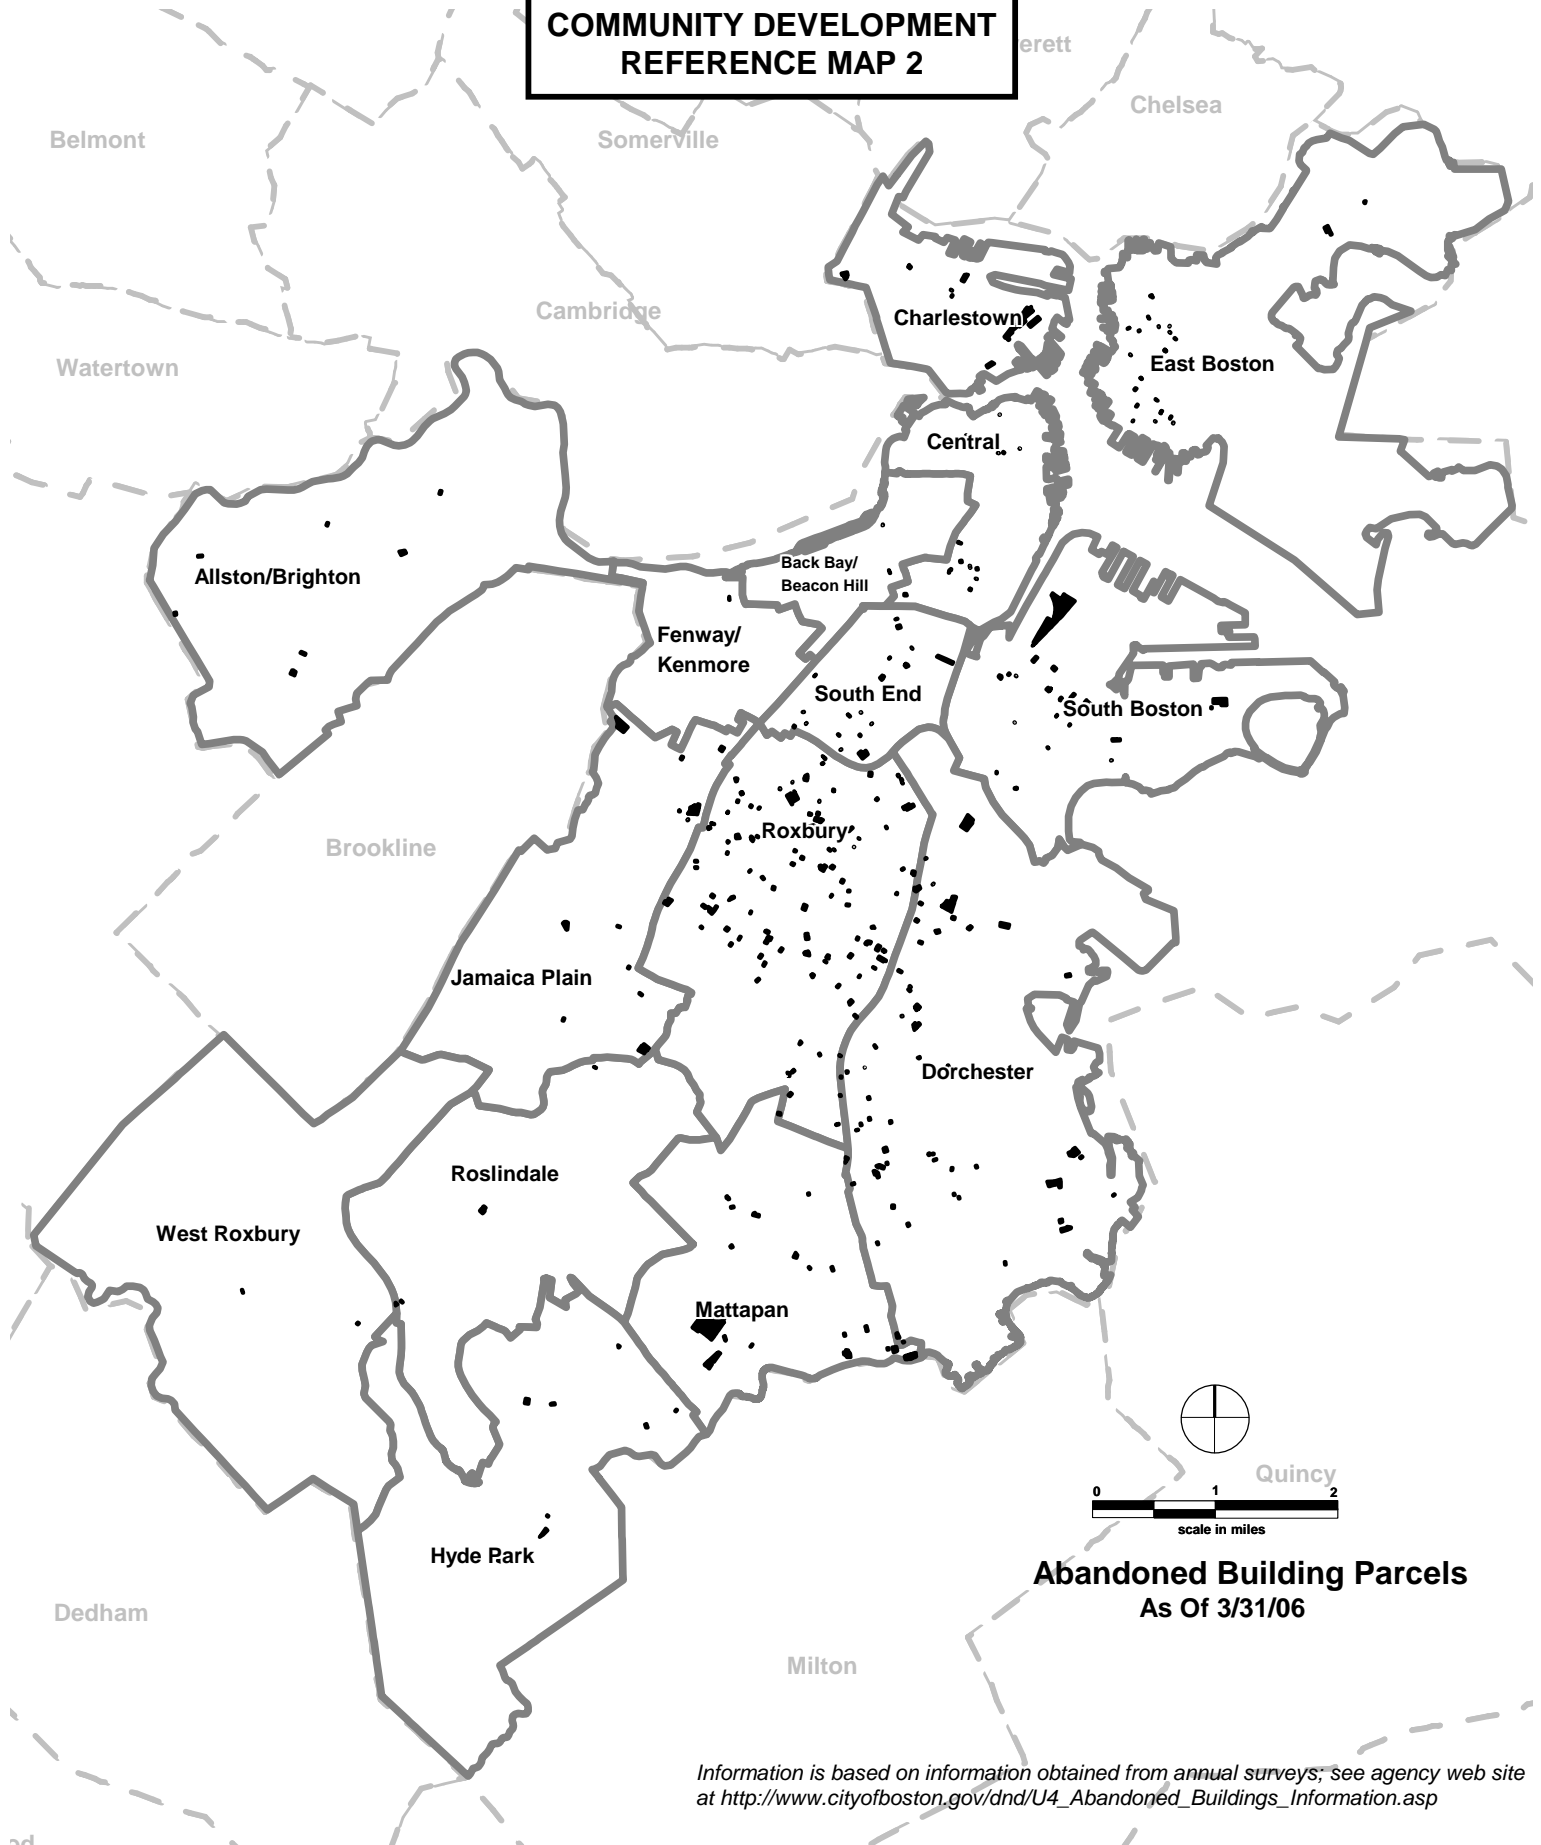 COMMUNITY DEVELOPMENT
REFERENCE MAP 2
erett
Chelsea
Belmont
Somerville
Cambridge
Charlestown
Watertown
East Boston
Central
Back Bay/
Beacon Hill
Allston/Brighton
Fenway/
Kenmore
South End
South Boston
Roxbury
Brookline
Jamaica Plain
Dorchester
Roslindale
West Roxbury
Mattapan
Quincy
0 1 2
scale in miles
Hyde Park
Abandoned Building Parcels
As Of 3/31/06
Dedham
Milton
Information is based on information obtained from annual surveys; see agency web site
at http://www.cityofboston.gov/dnd/U4_Abandoned_Buildings_Information.asp